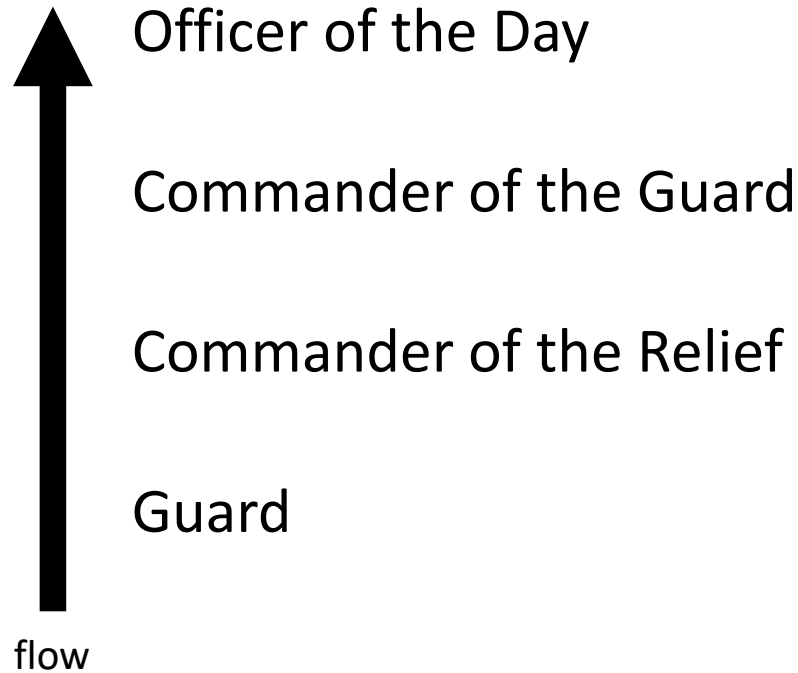 Officer of the Day
Commander of the Guard
Commander of the Relief
Guard
flow